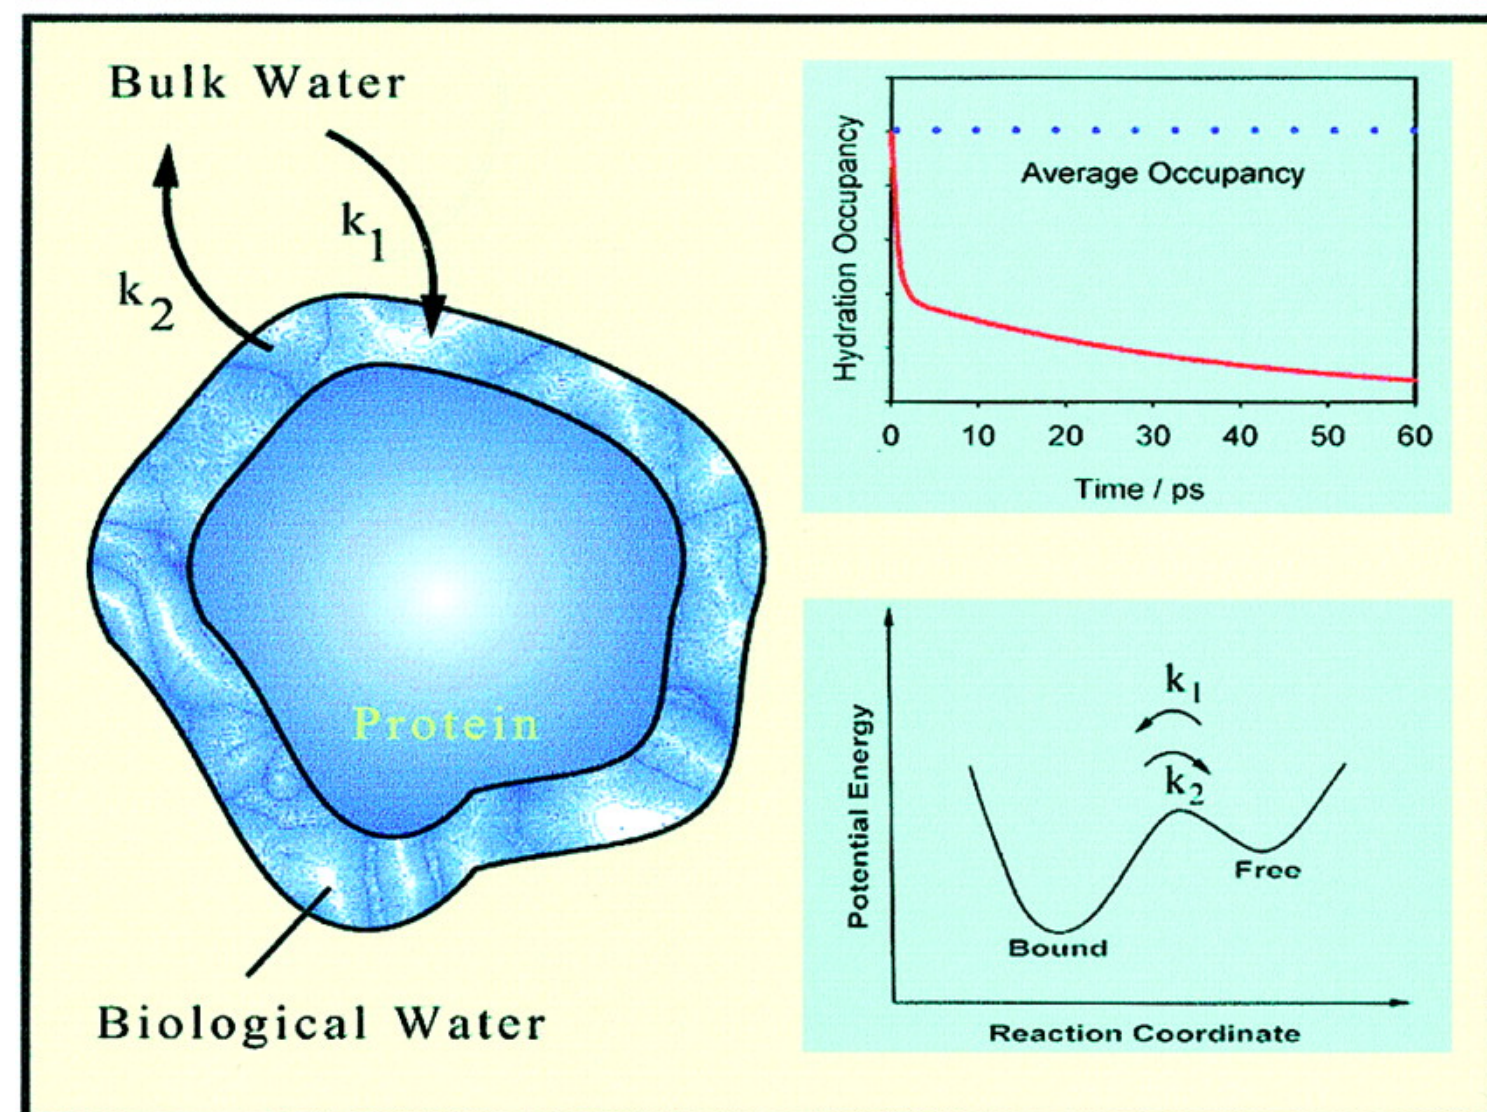 Bulk Water
k1
k2
Protein
Biological Water
Hydration Occupancy
Average Occupancy
0 10 20 30 40 50 60
Time / ps
Potential Energy
k1
k2
Free
Bound
Reaction Coordinate